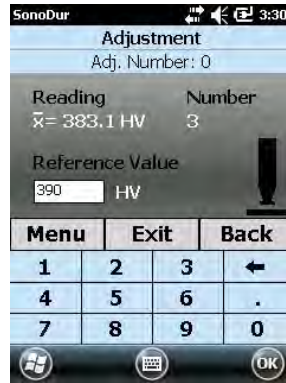 SonoDur 3:30
Adjustment
Adj. Number: 0
Reading Number
x̄= 383.1 HV 3
Reference Value
390 HV
Menu Exit Back
1 2 3 ←
4 5 6 .
7 8 9 0
OK